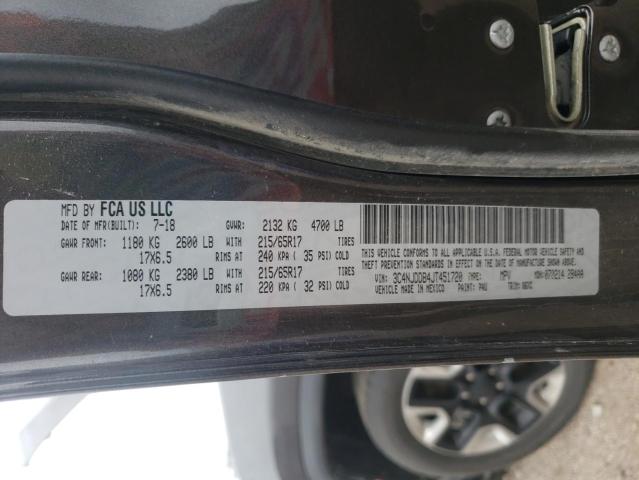 MFD BY FCA US LLC
DATE OF MFR(BUILT): 7-18 GVWR: 2132 KG 4700 LB
GAWR FRONT: 1180 KG 2600 LB WITH 215/65R17 TIRES
17X6.5 RIMS AT 240 KPA ( 35 PSI) COLD
GAWR REAR: 1080 KG 2380 LB WITH 215/65R17 TIRES
17X6.5 RIMS AT 220 KPA ( 32 PSI) COLD
THIS VEHICLE CONFORMS TO ALL APPLICABLE U.S.A. FEDERAL MOTOR VEHICLE SAFETY,
THEFT PREVENTION STANDARDS IN EFFECT ON THE DATE OF MANUFACTURE SHOWN ABOVE.
VIN: 3C4NJDDB4JT451720 TYPE: MPV MDH: 073214
VEHICLE MADE IN MEXICO PAINT: PAU TRIM: